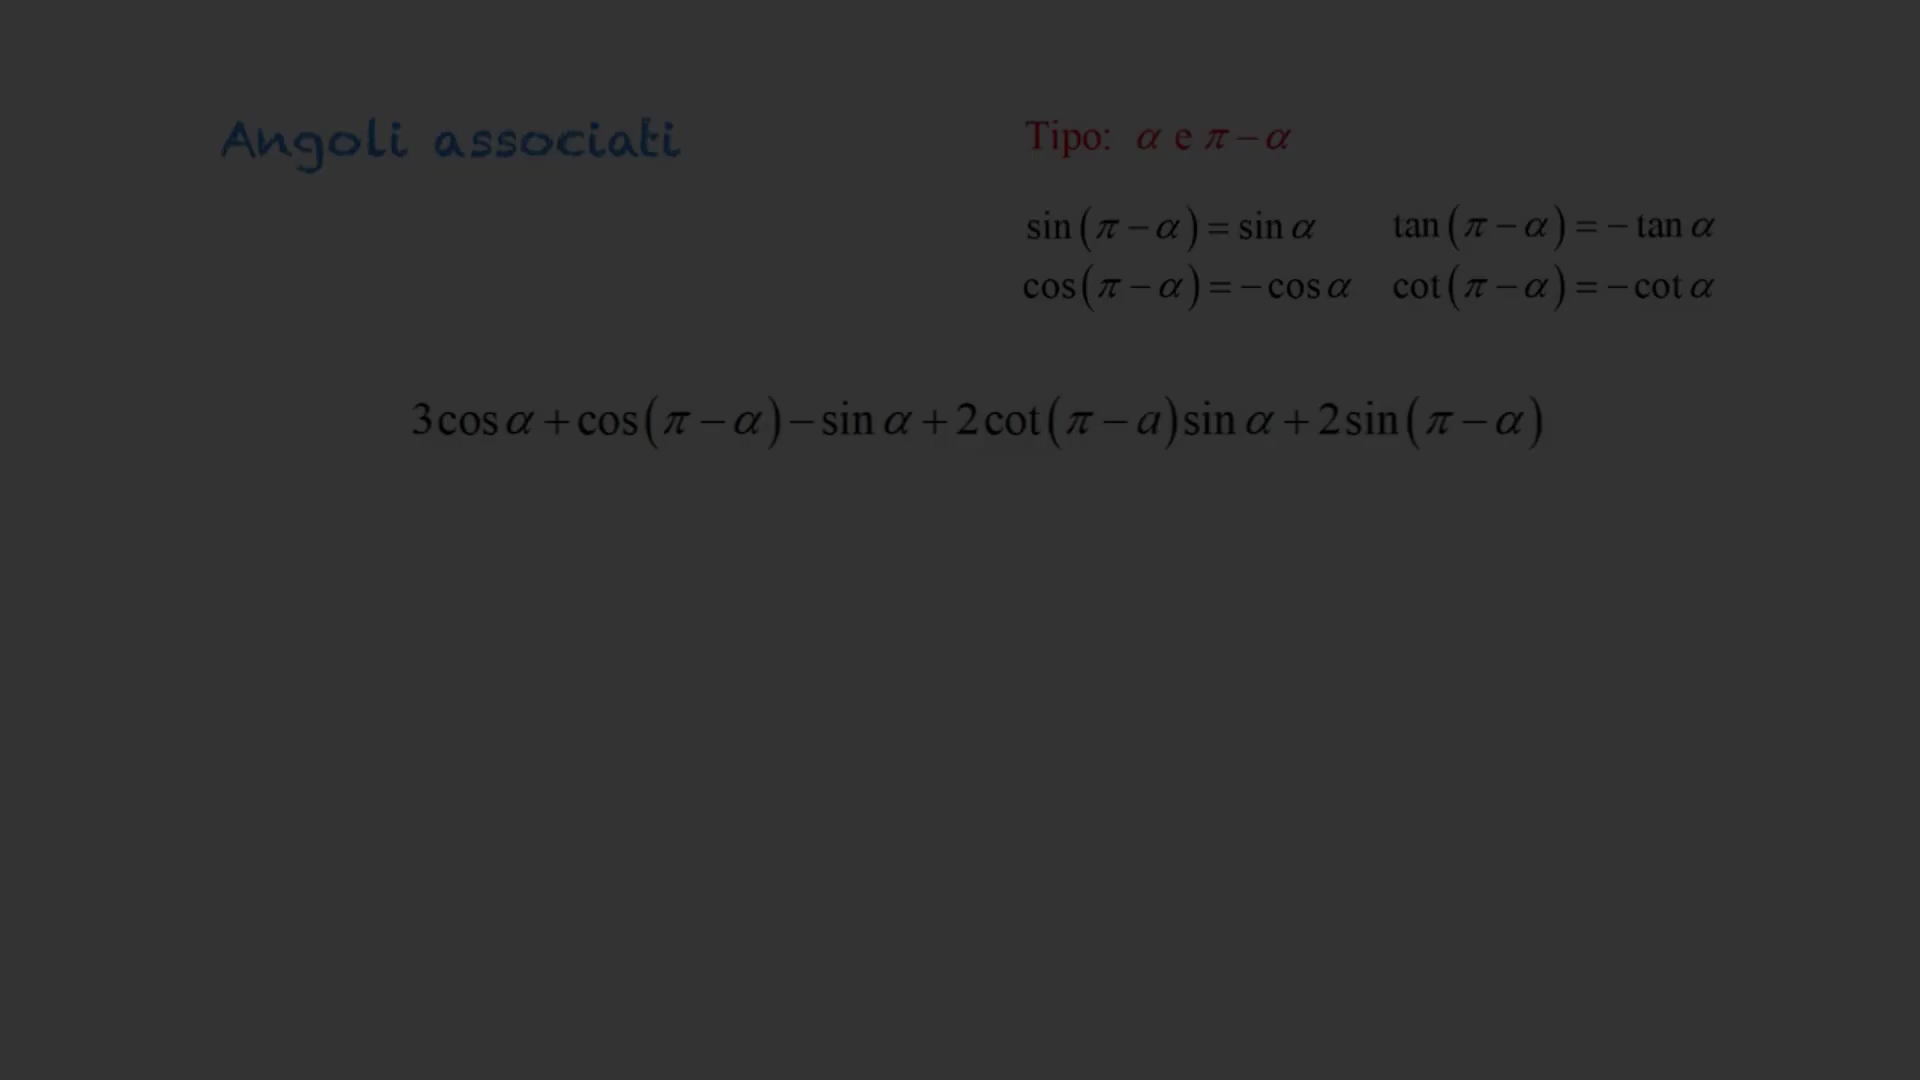 Angoli associati
Tipo: α e π − α
sin(π − α) = sin α    tan(π − α) = − tan α
cos(π − α) = − cos α    cot(π − α) = − cot α
3cos α + cos(π − α) − sin α + 2cot(π − a)sin α + 2sin(π − α)